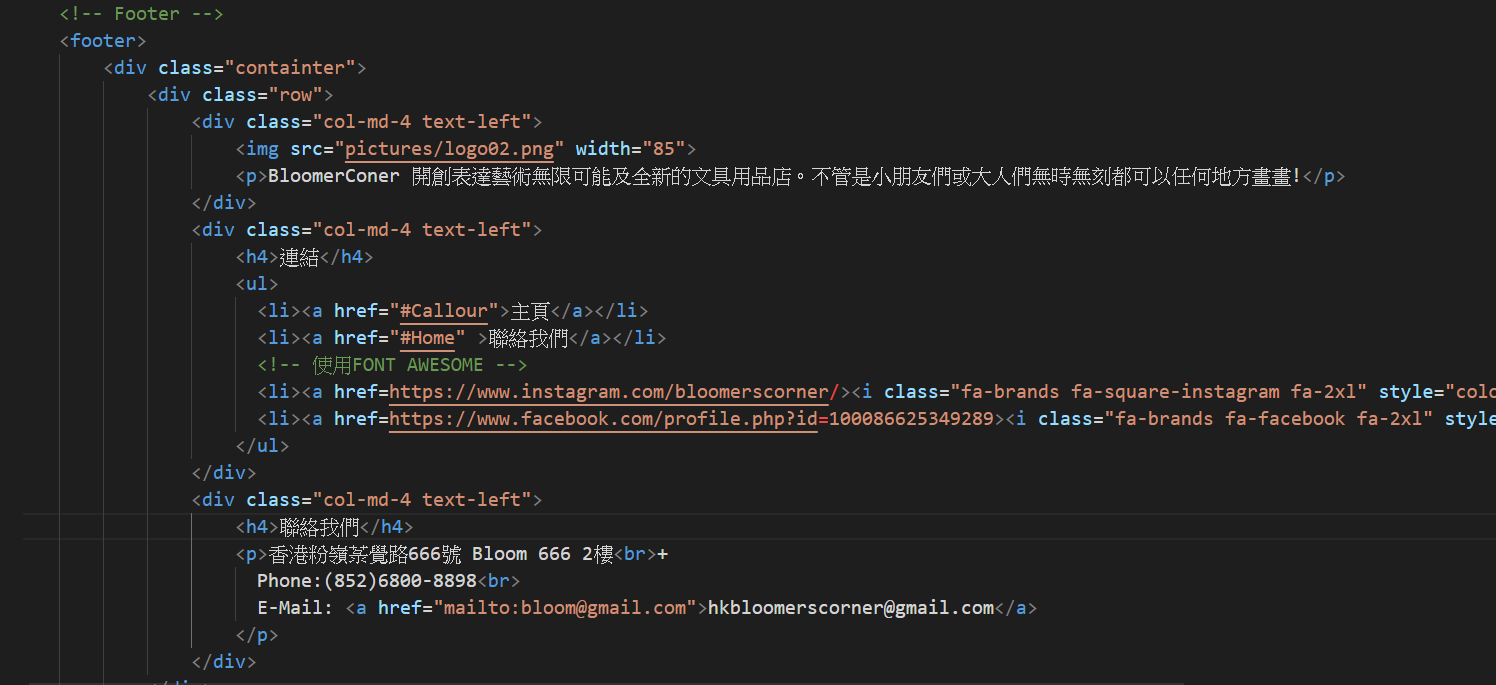 <!-- Footer -->
<footer>
<div class="containter">
<div class="row">
<div class="col-md-4 text-left">
<img src="pictures/logo02.png" width="85">
<p>BloomerConer 開創表達藝術無限可能及全新的文具用品店。不管是小朋友們或大人們無時無刻都可以任何地方畫畫!</p>
</div>
<div class="col-md-4 text-left">
<h4>連結</h4>
<ul>
<li><a href="#Callour">主頁</a></li>
<li><a href="#Home" >聯絡我們</a></li>
<!-- 使用FONT AWESOME -->
<li><a href=https://www.instagram.com/bloomerscorner/><i class="fa-brands fa-square-instagram fa-2xl" style="colo
<li><a href=https://www.facebook.com/profile.php?id=100086625349289><i class="fa-brands fa-facebook fa-2xl" style
</ul>
</div>
<div class="col-md-4 text-left">
<h4>聯絡我們</h4>
<p>香港粉嶺茶覺路666號 Bloom 666 2樓<br>+
Phone:(852)6800-8898<br>
E-Mail: <a href="mailto:bloom@gmail.com">hkbloomerscorner@gmail.com</a>
</p>
</div>